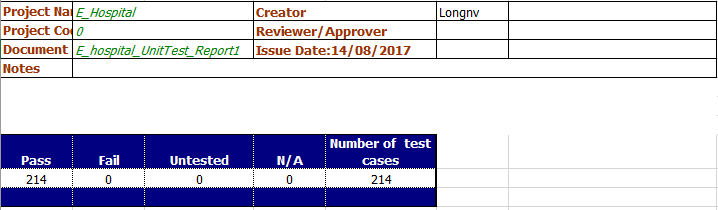 Project Na E_Hospital Creator Longnv
Project Co 0 Reviewer/Approver
Document E_hospital_UnitTest_Report1 Issue Date:14/08/2017
Notes
Pass Fail Untested N/A Number of test cases
214 0 0 0 214